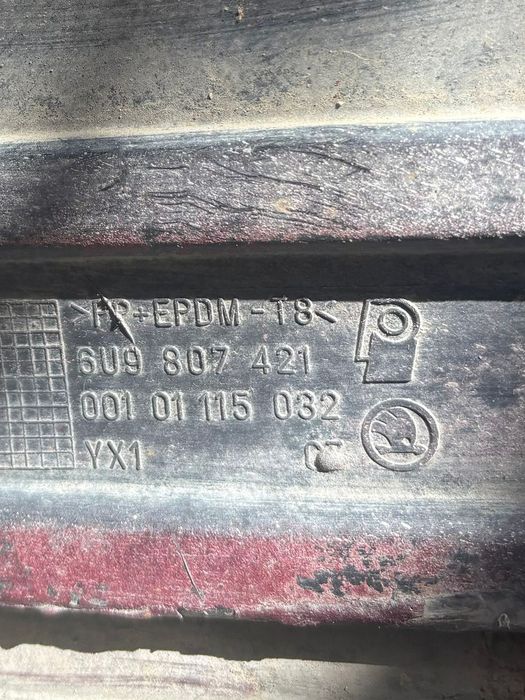 >PP+EPDM-T8<
6U9 807 421
001 01 115 032
YX1